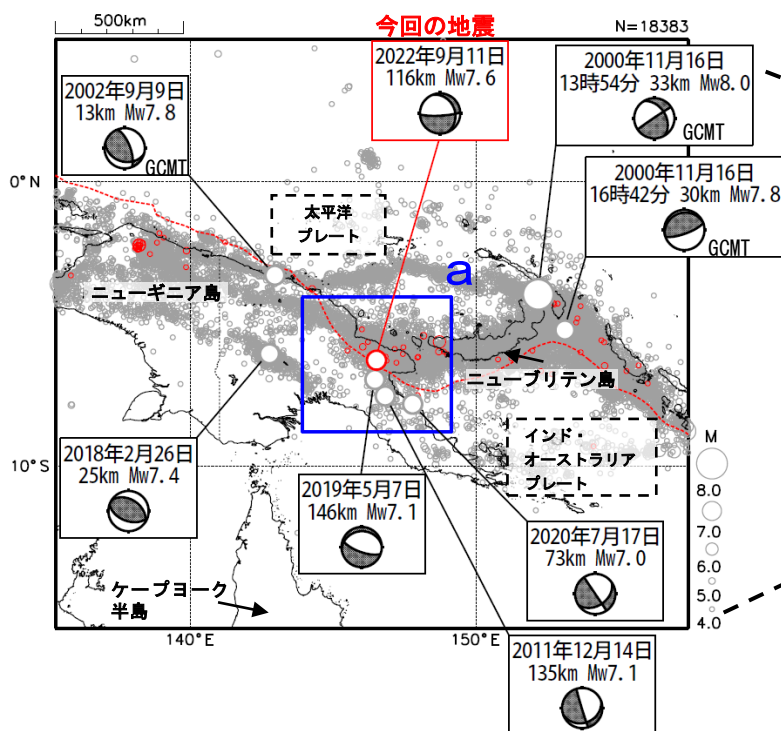 500km
今回の地震
N=18383
2022年9月11日
116km Mw7.6
2000年11月16日
13時54分 33km Mw8.0
GCMT
2002年9月9日
13km Mw7.8
GCMT
2000年11月16日
16時42分 30km Mw7.8
GCMT
0°N
太平洋
プレート
a
ニューギニア島
ニューブリテン島
インド・
オーストラリア
プレート
2018年2月26日
25km Mw7.4
10°S
2019年5月7日
146km Mw7.1
2020年7月17日
73km Mw7.0
M
8.0
7.0
6.0
5.0
4.0
ケープヨーク
半島
140°E
150°E
2011年12月14日
135km Mw7.1